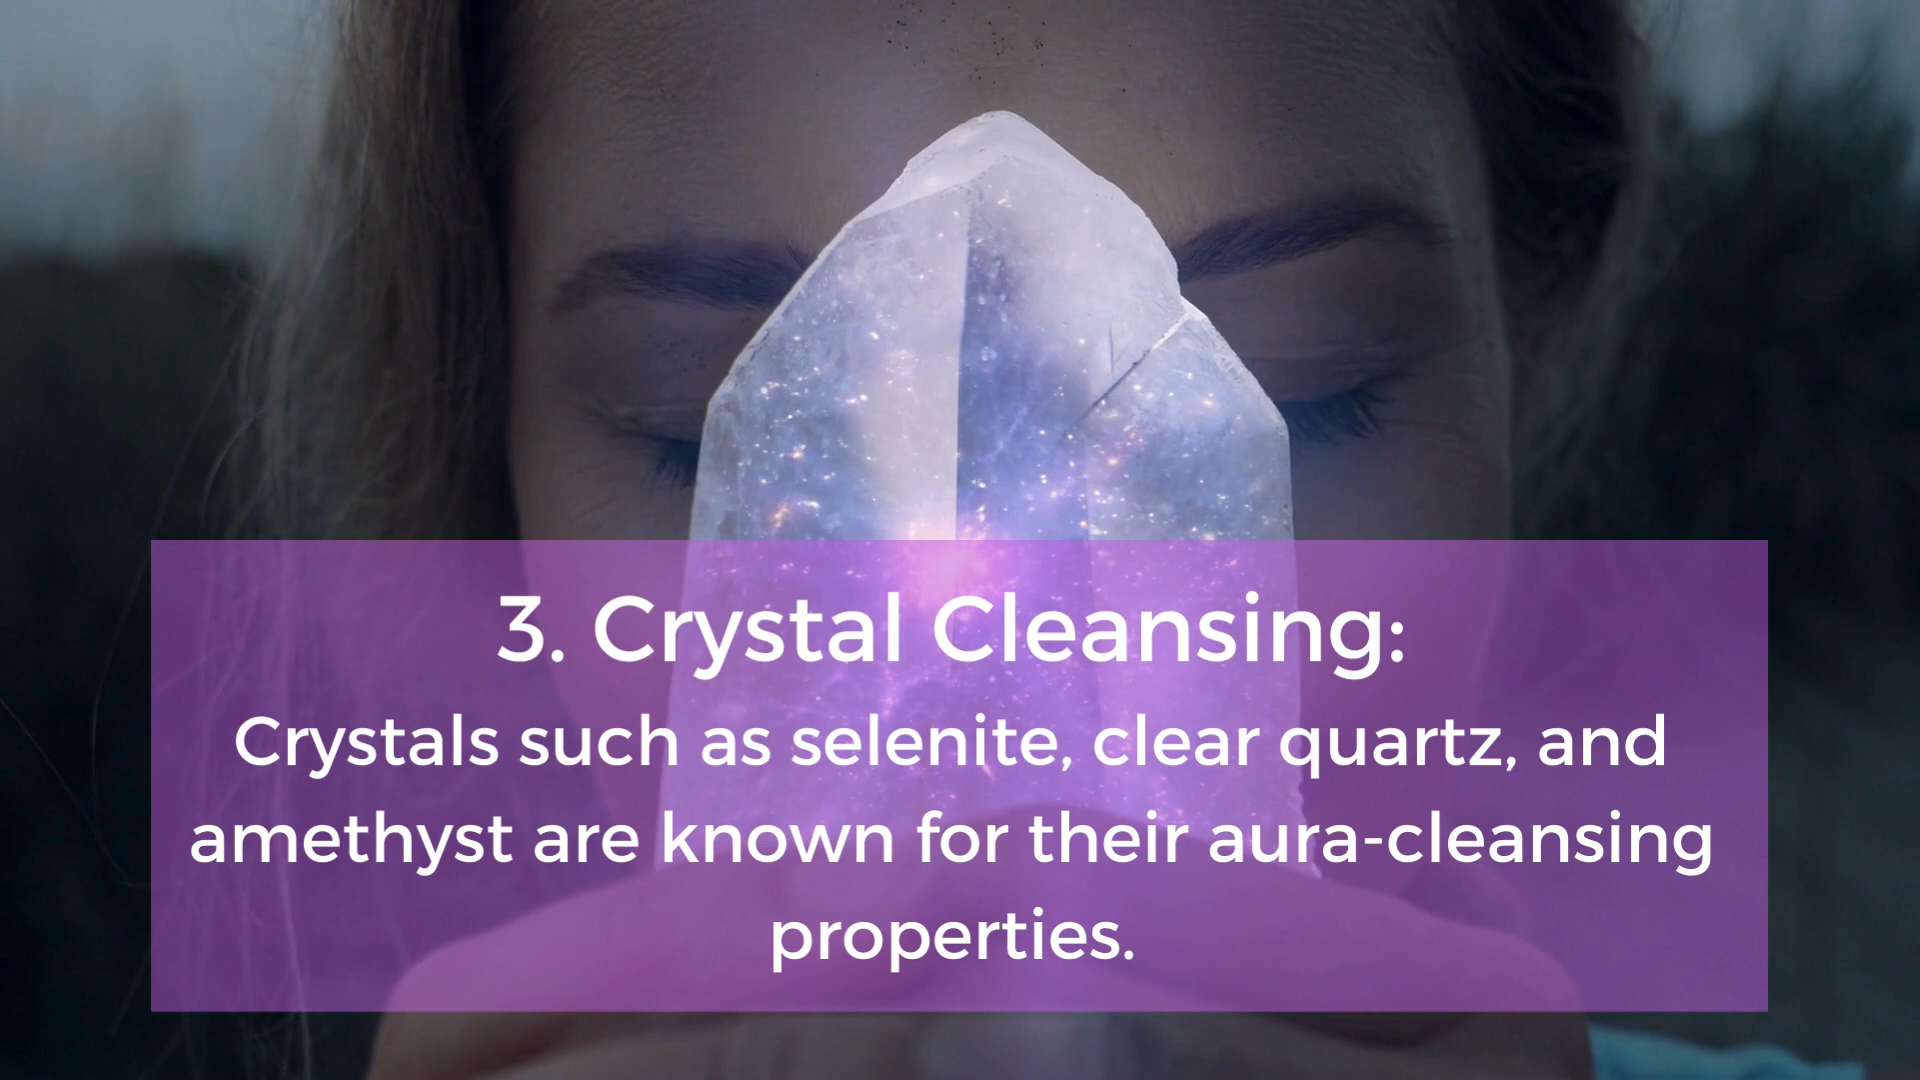 3. Crystal Cleansing:
Crystals such as selenite, clear quartz, and
amethyst are known for their aura-cleansing
properties.